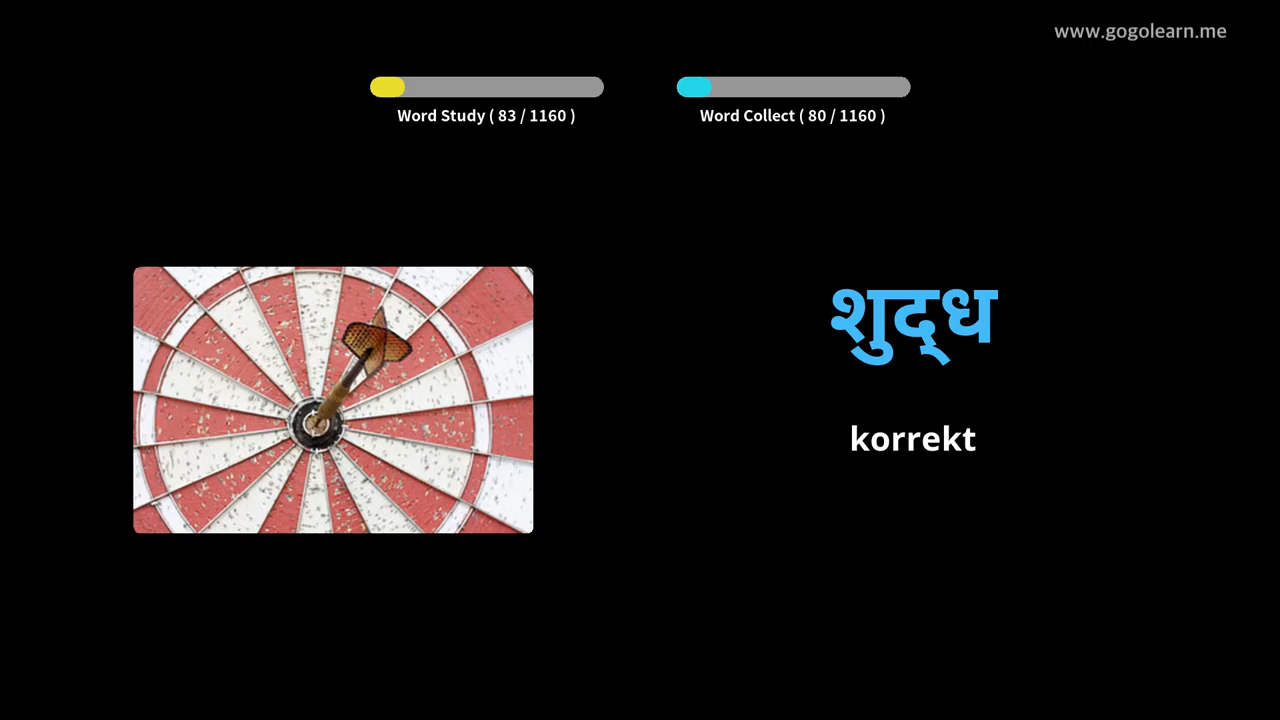 www.gogolearn.me
Word Study ( 83 / 1160 )
Word Collect ( 80 / 1160 )
शुद्‌ध
korrekt